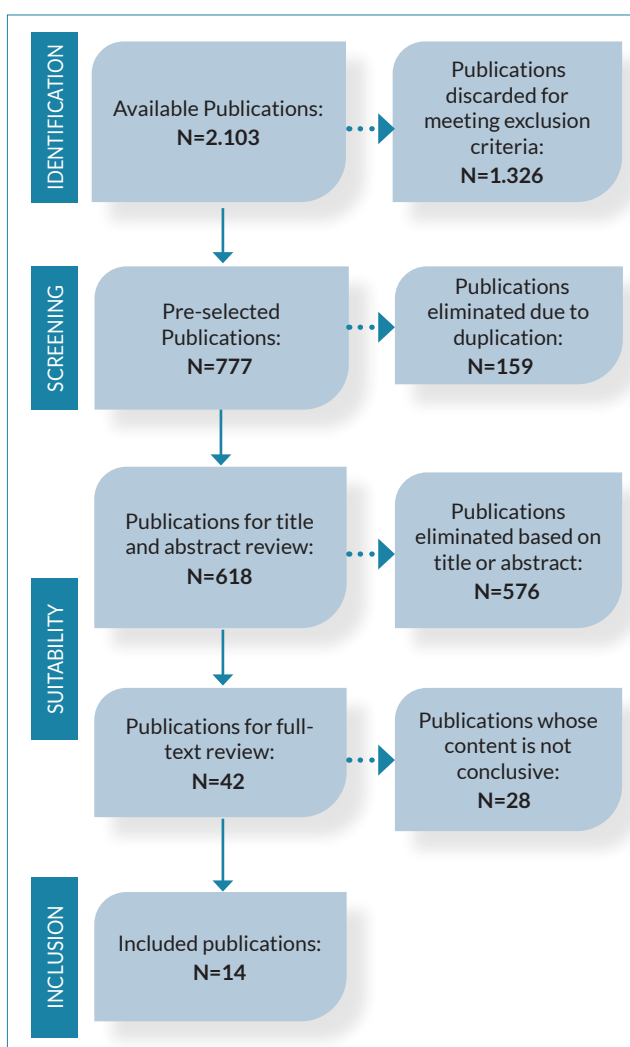 IDENTIFICATION
Available Publications:
N=2.103
Publications
discarded for
meeting exclusion
criteria:
N=1.326
SCREENING
Pre-selected
Publications:
N=777
Publications
eliminated due to
duplication:
N=159
SUITABILITY
Publications for title
and abstract review:
N=618
Publications
eliminated based on
title or abstract:
N=576
Publications for full-
text review:
N=42
Publications whose
content is not
conclusive:
N=28
INCLUSION
Included publications:
N=14